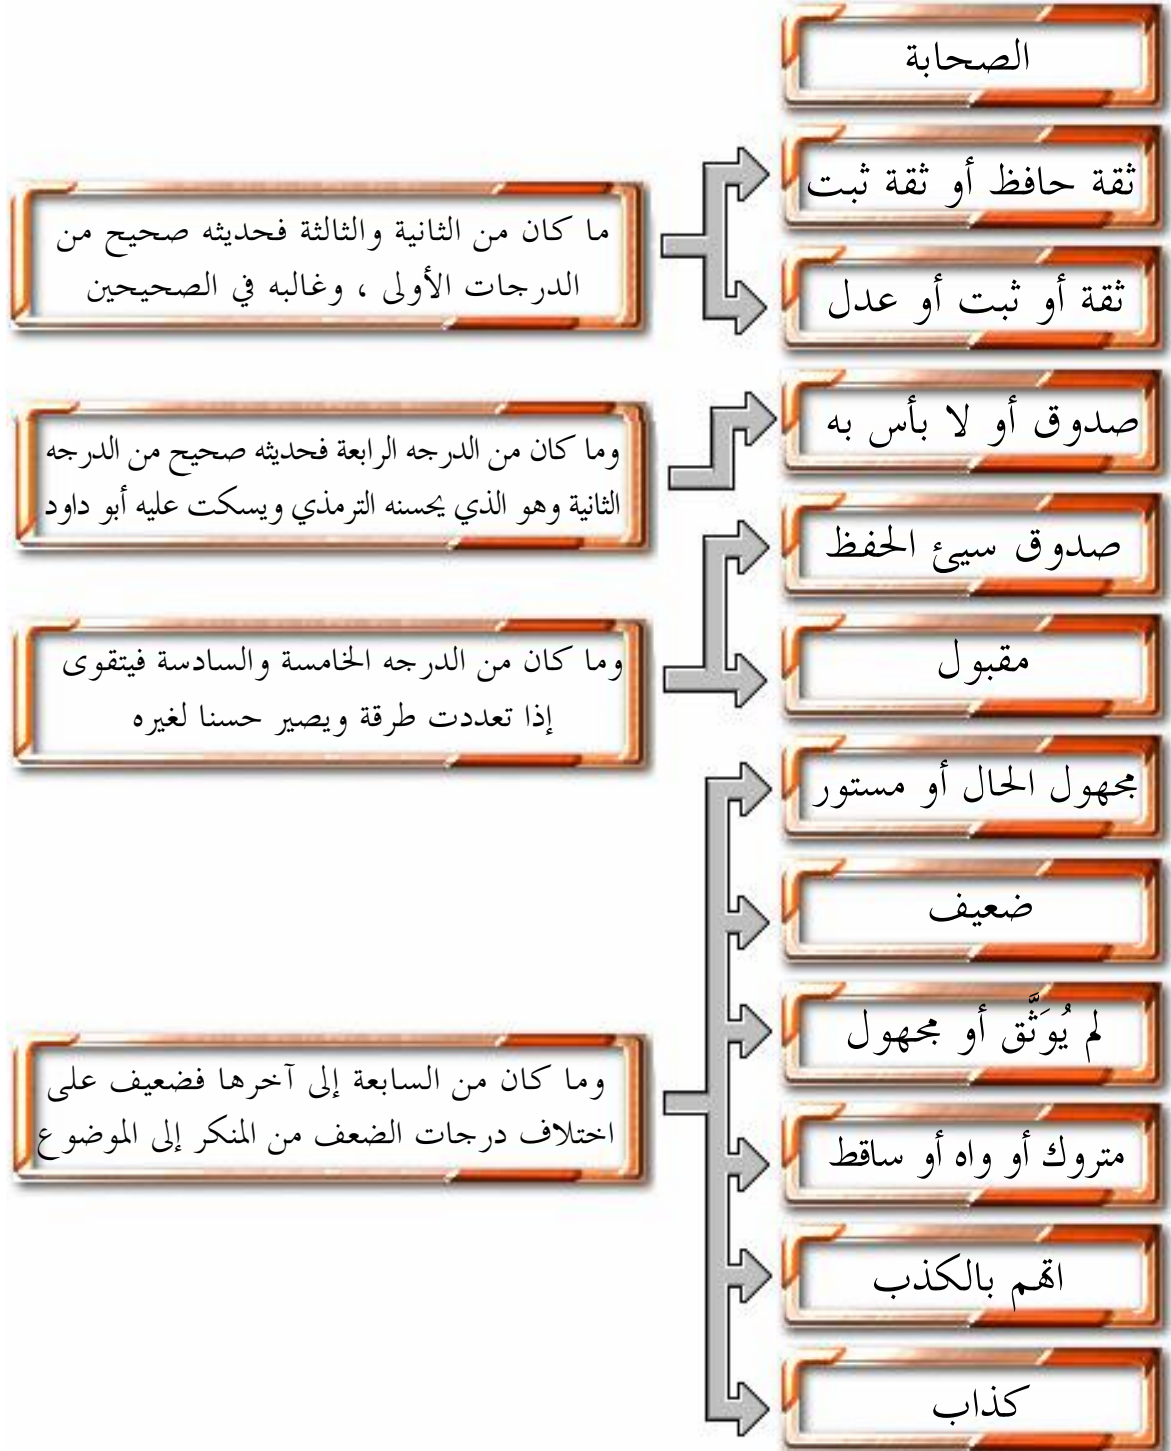 الصحابة
ثقة حافظ أو ثقة ثبت
ثقة أو ثبت أو عدل
ما كان من الثانية والثالثة فحديثه صحيح من
الدرجات الأولى ، وغالبه في الصحيحين
صدوق أو لا بأس به
وما كان من الدرجه الرابعة فحديثه صحيح من الدرجه
الثانية وهو الذي يحسنه الترمذي ويسكت عليه أبو داود
صدوق سيئ الحفظ
مقبول
وما كان من الدرجه الخامسة والسادسة فيتقوى
إذا تعددت طرقة ويصير حسنا لغيره
مجهول الحال أو مستور
ضعيف
لم يُوَثَّق أو مجهول
متروك أو واه أو ساقط
اتهم بالكذب
كذاب
وما كان من السابعة إلى آخرها فضعيف على
اختلاف درجات الضعف من المنكر إلى الموضوع